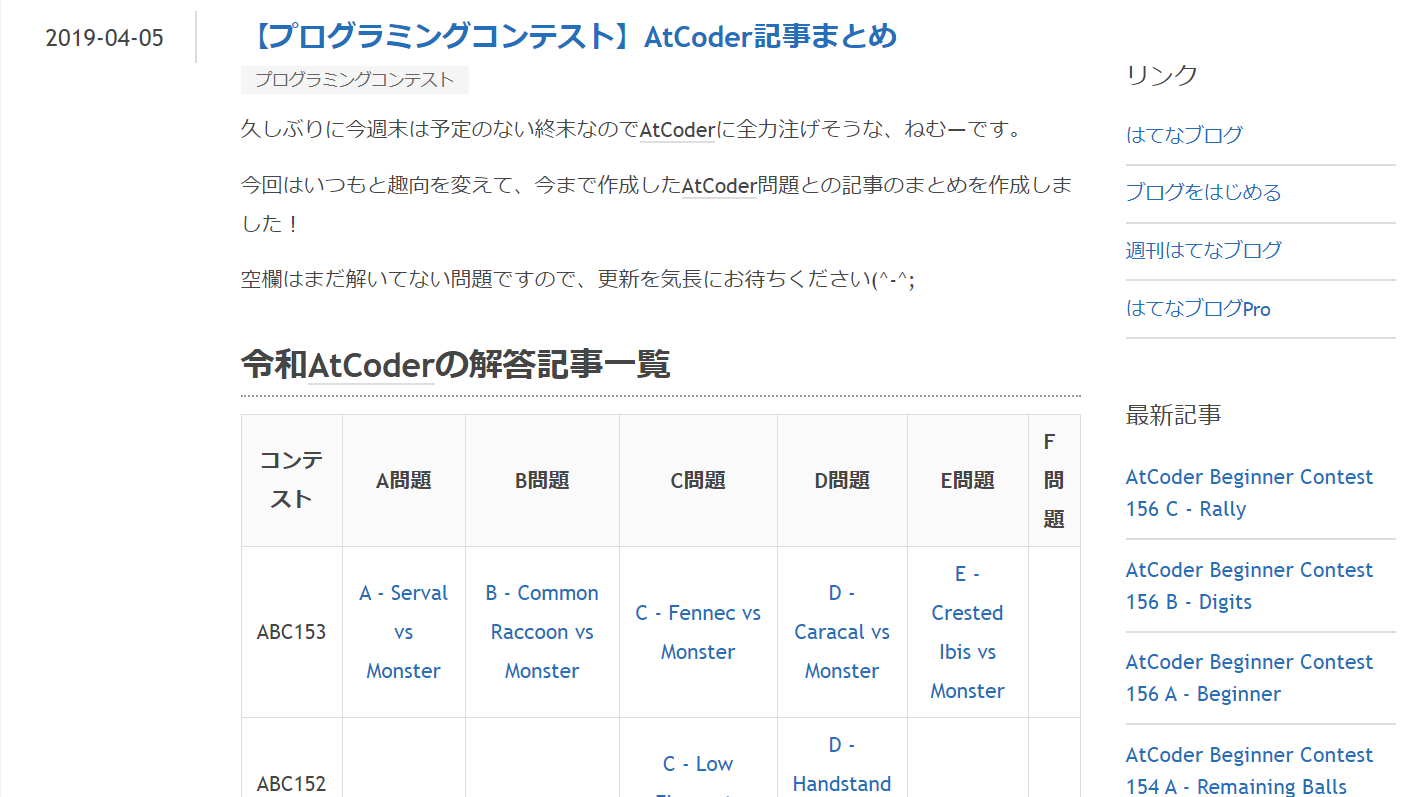 2019-04-05
【プログラミングコンテスト】AtCoder記事まとめ
プログラミングコンテスト
久しぶりに今週末は予定のない終末なのでAtCoderに全力注げそうな、ねむーです。
今回はいつもと趣向を変えて、今まで作成したAtCoder問題との記事のまとめを作成しま
した！
空欄はまだ解いてない問題ですので、更新を気長にお待ちください(^-^;
令和AtCoderの解答記事一覧
コンテ
スト
A問題
B問題
C問題
D問題
E問題
F
問
題
ABC153
A - Serval
vs
Monster
B - Common
Raccoon vs
Monster
C - Fennec vs
Monster
D -
Caracal vs
Monster
E -
Crested
Ibis vs
Monster
ABC152
C - Low
D -
Handstand
リンク
はてなブログ
ブログをはじめる
週刊はてなブログ
はてなブログPro
最新記事
AtCoder Beginner Contest
156 C - Rally
AtCoder Beginner Contest
156 B - Digits
AtCoder Beginner Contest
156 A - Beginner
AtCoder Beginner Contest
154 A - Remaining Balls